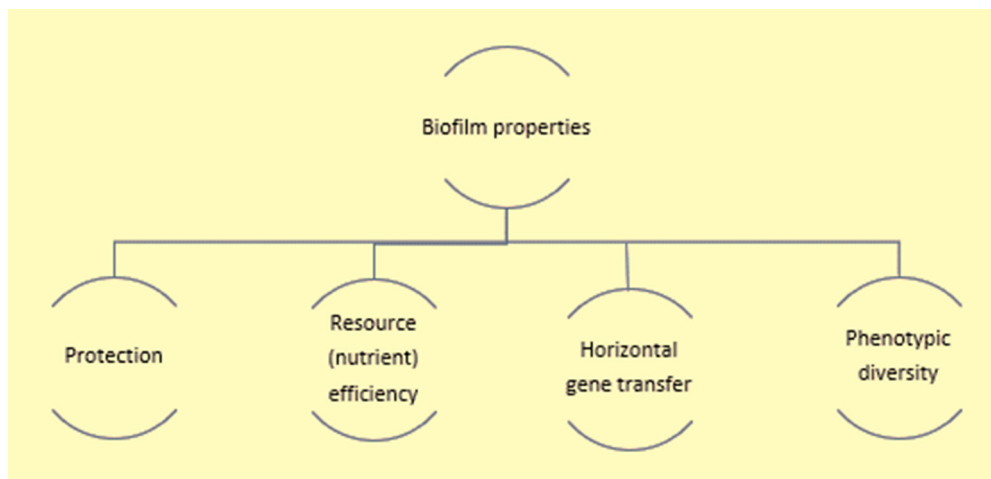 Biofilm properties
Protection
Resource
(nutrient)
efficiency
Horizontal
gene transfer
Phenotypic
diversity